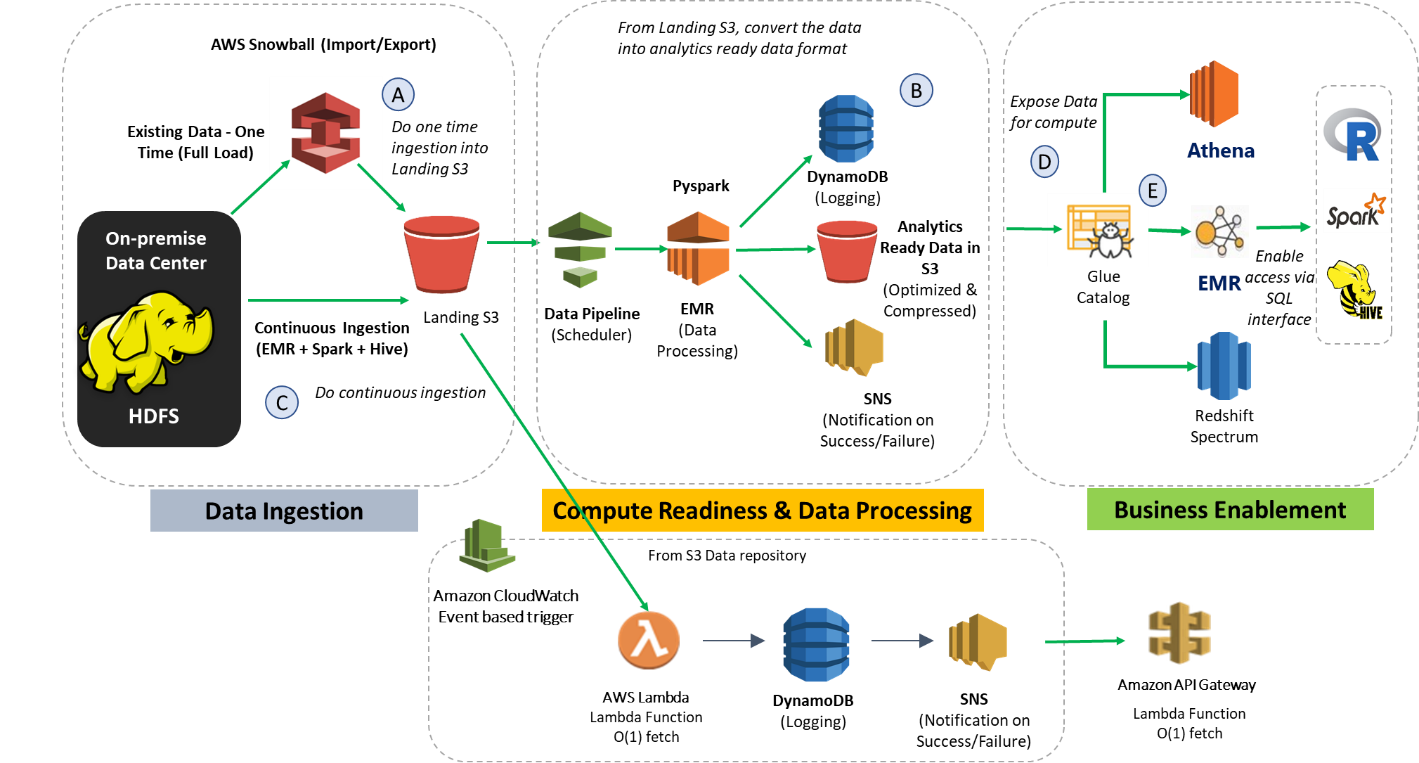 AWS Snowball (Import/Export)
A
Existing Data - One
Time (Full Load)
Do one time
ingestion into
Landing S3
On-premise
Data Center
HDFS
Landing S3
Continuous Ingestion
(EMR + Spark + Hive)
C
Do continuous ingestion
Data Ingestion
From Landing S3, convert the data
into analytics ready data format
B
Pyspark
DynamoDB
(Logging)
Data Pipeline
(Scheduler)
EMR
(Data
Processing)
Analytics
Ready Data in
S3
(Optimized &
Compressed)
SNS
(Notification on
Success/Failure)
Compute Readiness & Data Processing
Expose Data
for compute
D
Athena
E
Glue
Catalog
EMR
Enable
access via
SQL
interface
R
Spark
HIVE
Redshift
Spectrum
Business Enablement
From S3 Data repository
Amazon CloudWatch
Event based trigger
AWS Lambda
Lambda Function
O(1) fetch
DynamoDB
(Logging)
SNS
(Notification on
Success/Failure)
Amazon API Gateway
Lambda Function
O(1) fetch